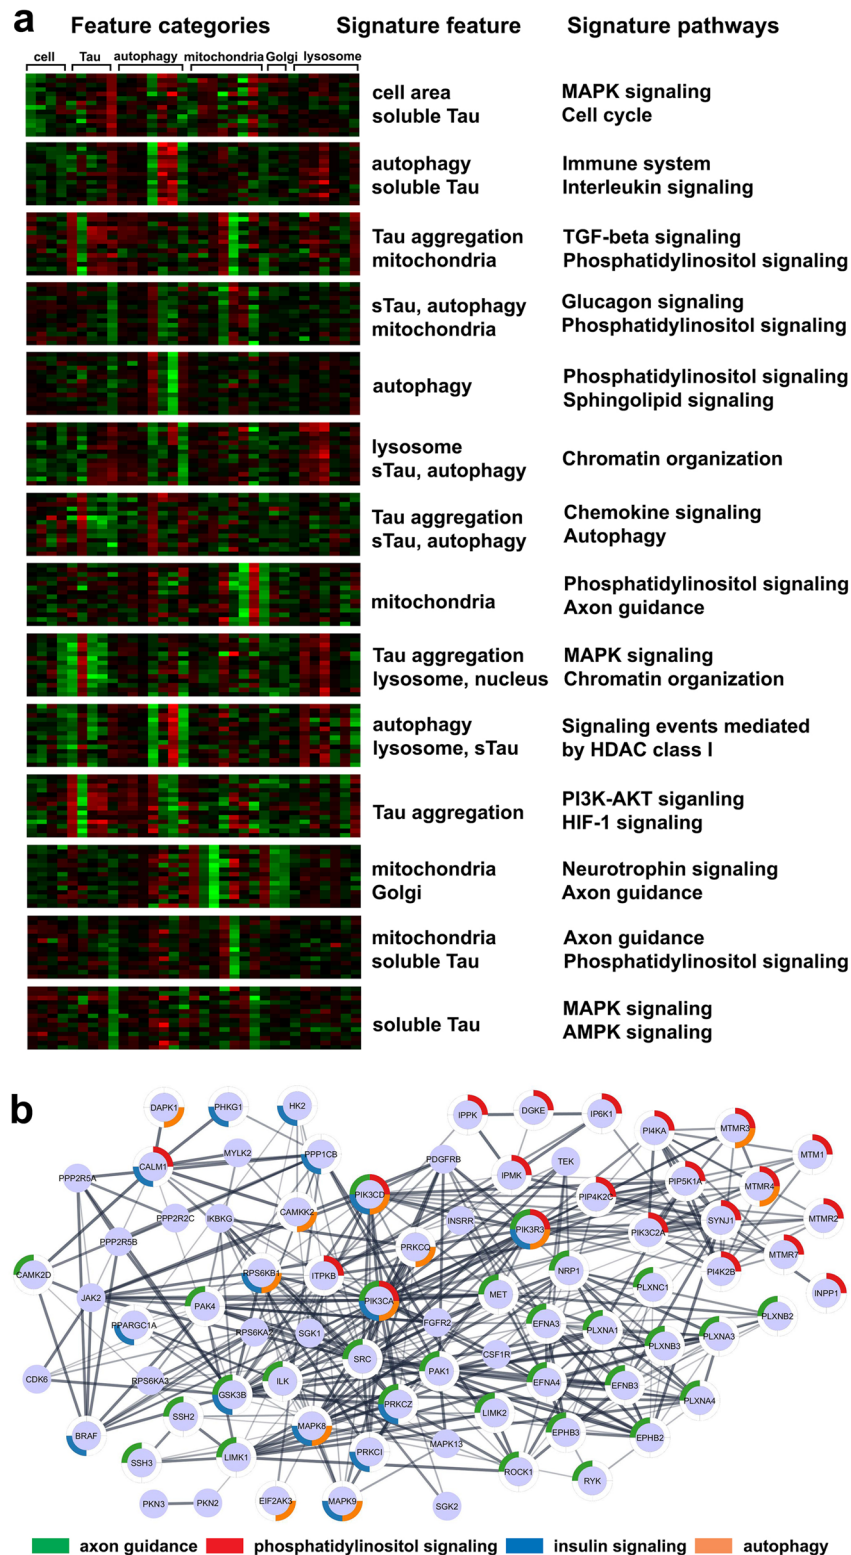 a
Feature categories Signature feature Signature pathways
cell Tau autophagy mitochondria Golgi lysosome
cell area
soluble Tau
MAPK signaling
Cell cycle
autophagy
soluble Tau
Immune system
Interleukin signaling
Tau aggregation
mitochondria
TGF-beta signaling
Phosphatidylinositol signaling
sTau, autophagy
mitochondria
Glucagon signaling
Phosphatidylinositol signaling
autophagy
Phosphatidylinositol signaling
Sphingolipid signaling
lysosome
sTau, autophagy
Chromatin organization
Tau aggregation
sTau, autophagy
Chemokine signaling
Autophagy
mitochondria
Phosphatidylinositol signaling
Axon guidance
Tau aggregation
lysosome, nucleus
MAPK signaling
Chromatin organization
autophagy
lysosome, sTau
Signaling events mediated
by HDAC class I
Tau aggregation
PI3K-AKT siganling
HIF-1 signaling
mitochondria
Golgi
Neurotrophin signaling
Axon guidance
mitochondria
soluble Tau
Axon guidance
Phosphatidylinositol signaling
soluble Tau
MAPK signaling
AMPK signaling
b
DAPK1
PHKG1
HK2
IPPK
DGKE
IP6K1
PI4KA
MTMR3
MTM1
PPP2R5A
CALM1
MYLK2
PPP1CB
PDGFRB
IPMK
TEK
PIP5K1A
MTMR4
PIK3CD
PIP4K2C
MTMR2
PPP2R2C
IKBKG
CAMKK2
INSRR
PIK3R3
PIK3C2A
SYNJ1
PPP2R5B
PRKCQ
MTMR7
CAMK2D
RPS6KB1
ITPKB
NRP1
PI4K2B
INPP1
JAK2
PAK4
PIK3CA
MET
PLXNC1
PPARGC1A
RPS6KA2
SGK1
FGFR2
EFNA3
PLXNA1
PLXNB2
PLXNB3
PLXNA3
SRC
CSF1R
CDK6
RPS6KA3
GSK3B
ILK
PAK1
EFNA4
EFNB3
PLXNA4
SSH2
PRKCZ
LIMK2
BRAF
MAPK8
EPHB3
EPHB2
SSH3
LIMK1
PRKCI
MAPK13
ROCK1
RYK
PKN3
PKN2
EIF2AK3
MAPK9
SGK2
axon guidance phosphatidylinositol signaling insulin signaling autophagy